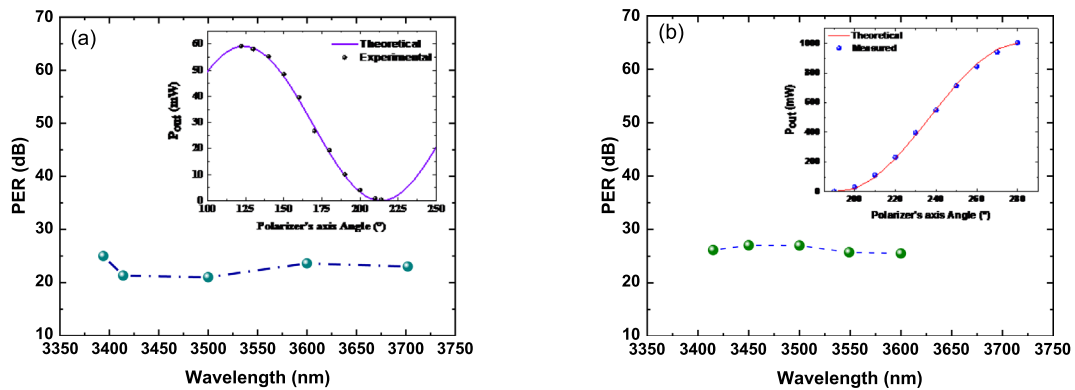 (a)
70
60
50
40
30
20
10
PER (dB)
3350 3400 3450 3500 3550 3600 3650 3700 3750
Wavelength (nm)
60
50
40
30
20
10
0
Pout (mW)
Theoretical
Experimental
100 125 150 175 200 225 250
Polarizer's axis Angle (°)
(b)
70
60
50
40
30
20
10
PER (dB)
3350 3400 3450 3500 3550 3600 3650 3700 3750
Wavelength (nm)
1000
800
600
400
200
0
POUT (mW)
Theoretical
Measured
200 220 240 260 280
Polarizer's axis Angle (°)